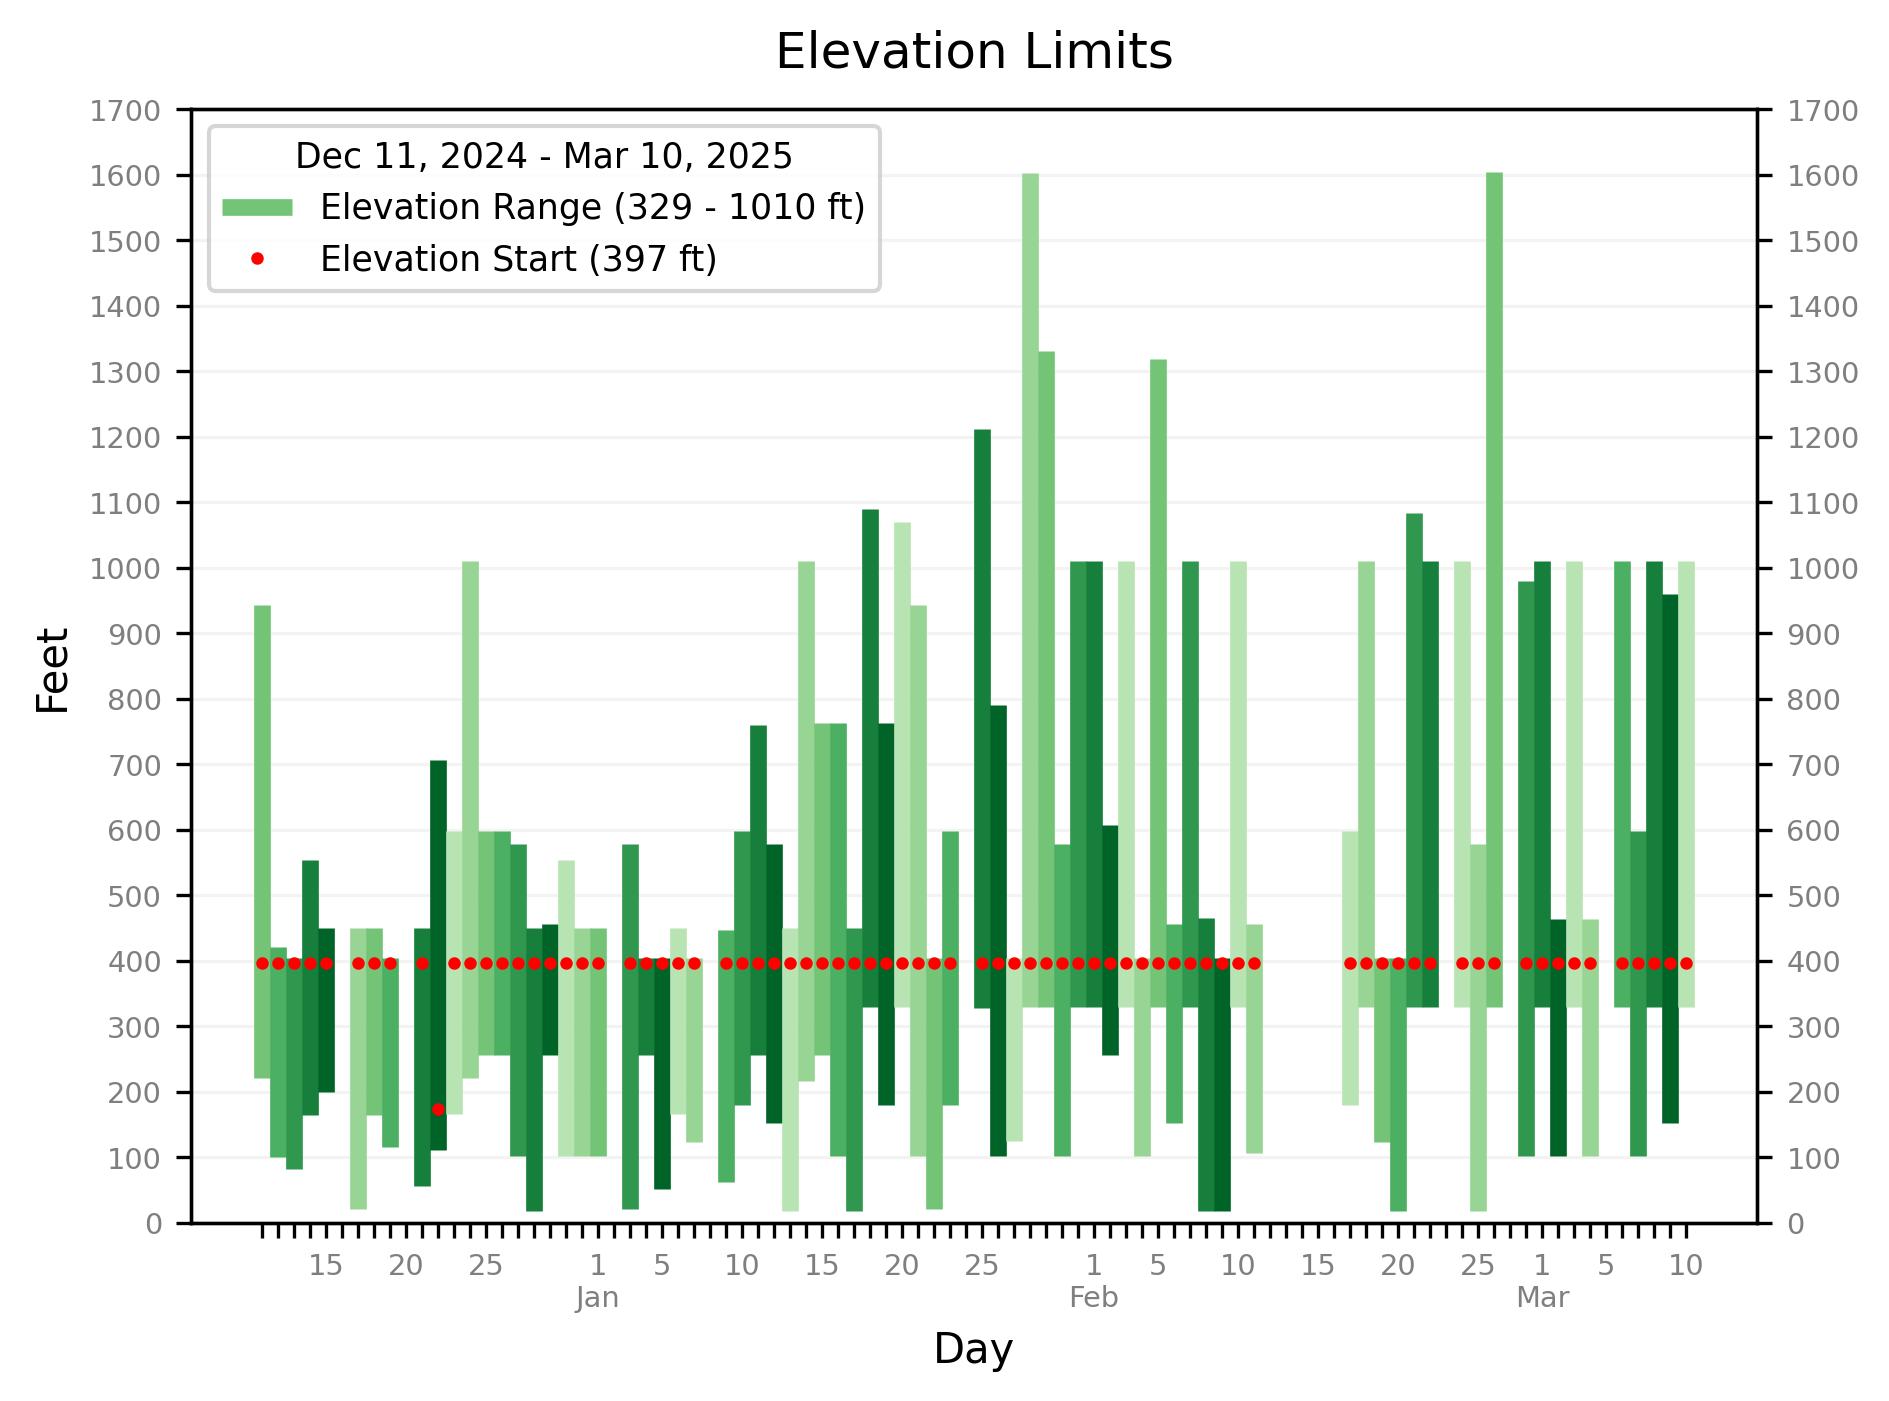 Elevation Limits
Dec 11, 2024 - Mar 10, 2025
Elevation Range (329 - 1010 ft)
Elevation Start (397 ft)
Feet
1700 1700
1600 1600
1500 1500
1400 1400
1300 1300
1200 1200
1100 1100
1000 1000
900 900
800 800
700 700
600 600
500 500
400 400
300 300
200 200
100 100
0 0
15 20 25 1 5 10 15 20 25 1 5 10 15 20 25 1 5 10
Jan Feb Mar
Day